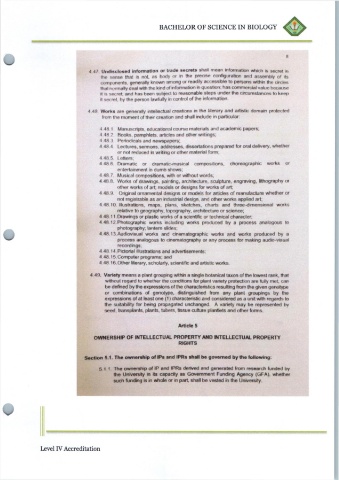 BACHELOR OF SCIENCE IN BIOLOGY
8
4.47. Undisclosed information or trade secrets shall mean information which is secret in
the sense that is not, as body or in the precise configuration and assembly of its
components, generally known among or readily accessible to persons within the circles
that normally deal with the kind of information in question; has commercial value because
it is secret; and has been subject to reasonable steps under the circumstances to keep
it secret, by the person lawfully in control of the information.
4.48. Works are generally intellectual creations in the literary and artistic domain protected
from the moment of their creation and shall include in particular:
4.48.1. Manuscripts, educational course materials and academic papers;
4.48.2. Books, pamphlets, articles and other writings;
4.48.3. Periodicals and newspapers;
4.48.4. Lectures, sermons, addresses, dissertations prepared for oral delivery, whether
or not reduced in writing or other material form;
4.48.5. Letters;
4.48.6. Dramatic or dramatic-musical compositions, choreographic works or
entertainment in dumb shows;
4.48.7. Musical compositions, with or without words;
4.48.8. Works of drawings, painting, architecture, sculpture, engraving, lithography or
other works of art; models or designs for works of art;
4.48.9. Original ornamental designs or models for articles of manufacture whether or
not registrable as an industrial design, and other works applied art;
4.48.10. Illustrations, maps, plans, sketches, charts and three-dimensional works
relative to geography, topography, architecture or science;
4.48.11. Drawings or plastic works of a scientific or technical character;
4.48.12. Photographic works including works produced by a process analogous to
photography; lantern slides;
4.48.13. Audiovisual works and cinematographic works and works produced by a
process analogous to cinematography or any process for making audio-visual
recordings;
4.48.14. Pictorial illustrations and advertisements;
4.48.15. Computer programs; and
4.48.16. Other literary, scholarly, scientific and artistic works.
4.49. Variety means a plant grouping within a single botanical taxon of the lowest rank, that
without regard to whether the conditions for plant variety protection are fully met, can
be defined by the expressions of the characteristics resulting from the given genotype
or combinations of genotype, distinguished from any plant groupings by the
expressions of at least one (1) characteristic and considered as a unit with regards to
the suitability for being propagated unchanged. A variety may be represented by
seed, transplants, plants, tubers, tissue culture plantlets and other forms.
Article 5
OWNERSHIP OF INTELLECTUAL PROPERTY AND INTELLECTUAL PROPERTY
RIGHTS
Section 5.1. The ownership of IPs and IPRs shall be governed by the following:
5.1.1. The ownership of IP and IPRs derived and generated from research funded by
the University in its capacity as Government Funding Agency (GFA), whether
such funding is in whole or in part, shall be vested in the University.
Level IV Accreditation